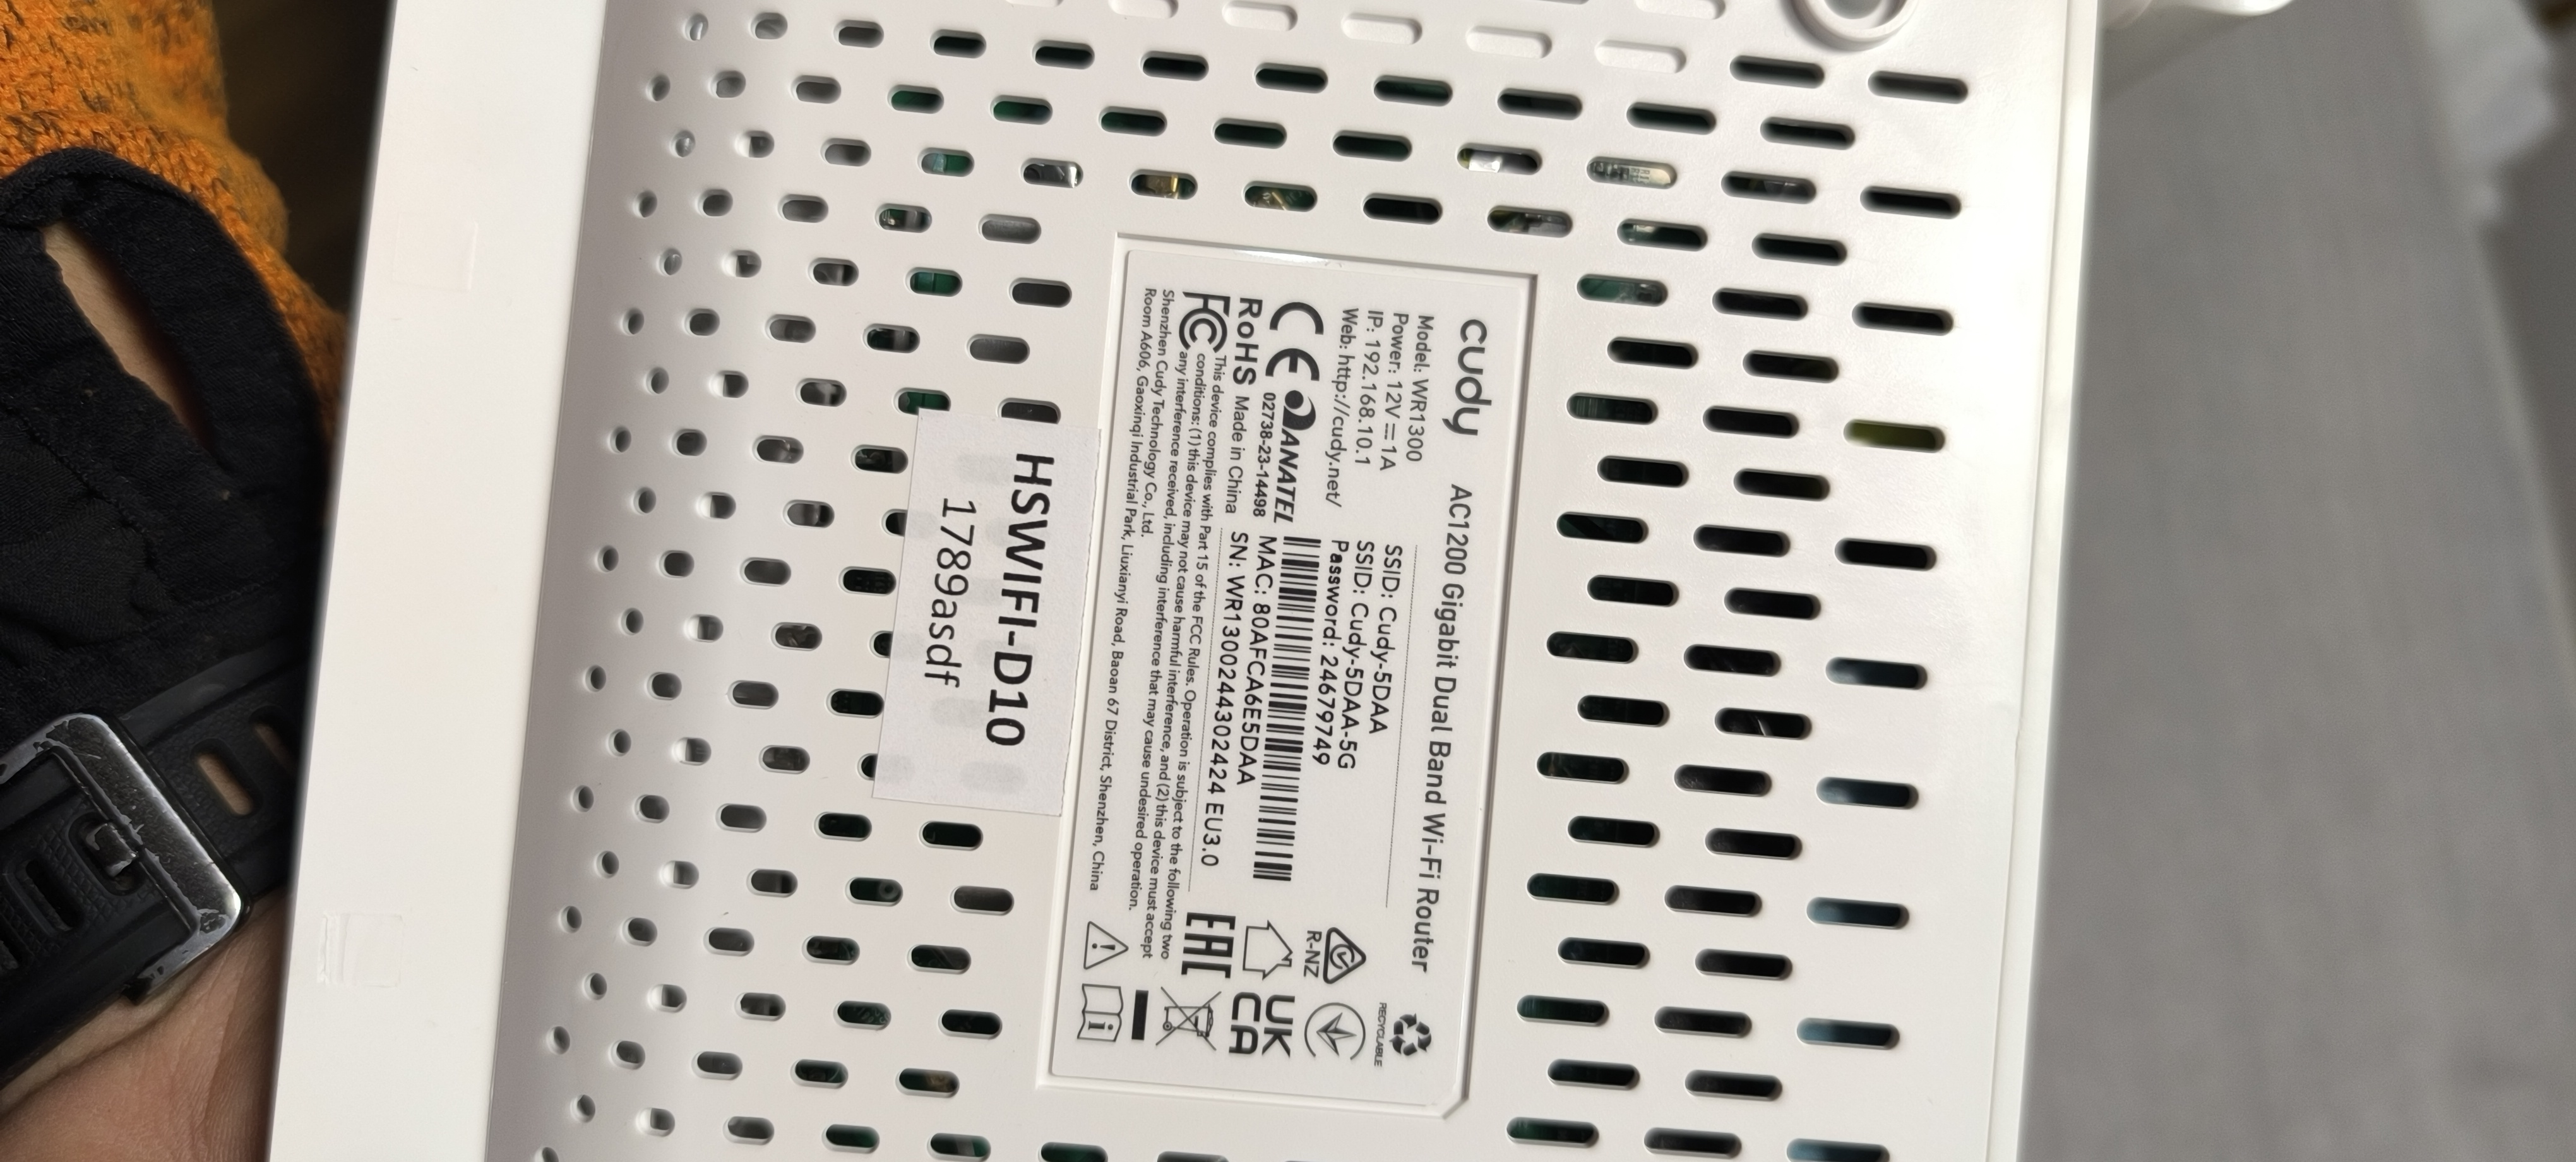 cudy AC1200 Gigabit Dual Band Wi-Fi Router
Model: WR1300
Power: 12V⎓1A
IP: 192.168.10.1
Web: http://cudy.net/
SSID: Cudy-5DAA
SSID: Cudy-5DAA-5G
Password: 24679749
CE ANATEL
02738-23-14498
RoHS Made in China
MAC: 80AFCA6E5DAA
SN: WR1300244302424 EU3.0
FC This device complies with Part 15 of the FCC Rules. Operation is subject to the following two
conditions: (1) this device may not cause harmful interference, and (2) this device must accept
any interference received, including interference that may cause undesired operation.
Shenzhen Cudy Technology Co., Ltd.
Room A606, Gaoxinqi Industrial Park, Liuxianyi Road, Baoan 67 District, Shenzhen, China
RECYCLABLE
R-NZ
UK
CA
EAC
HSWIFI-D10
1789asdf